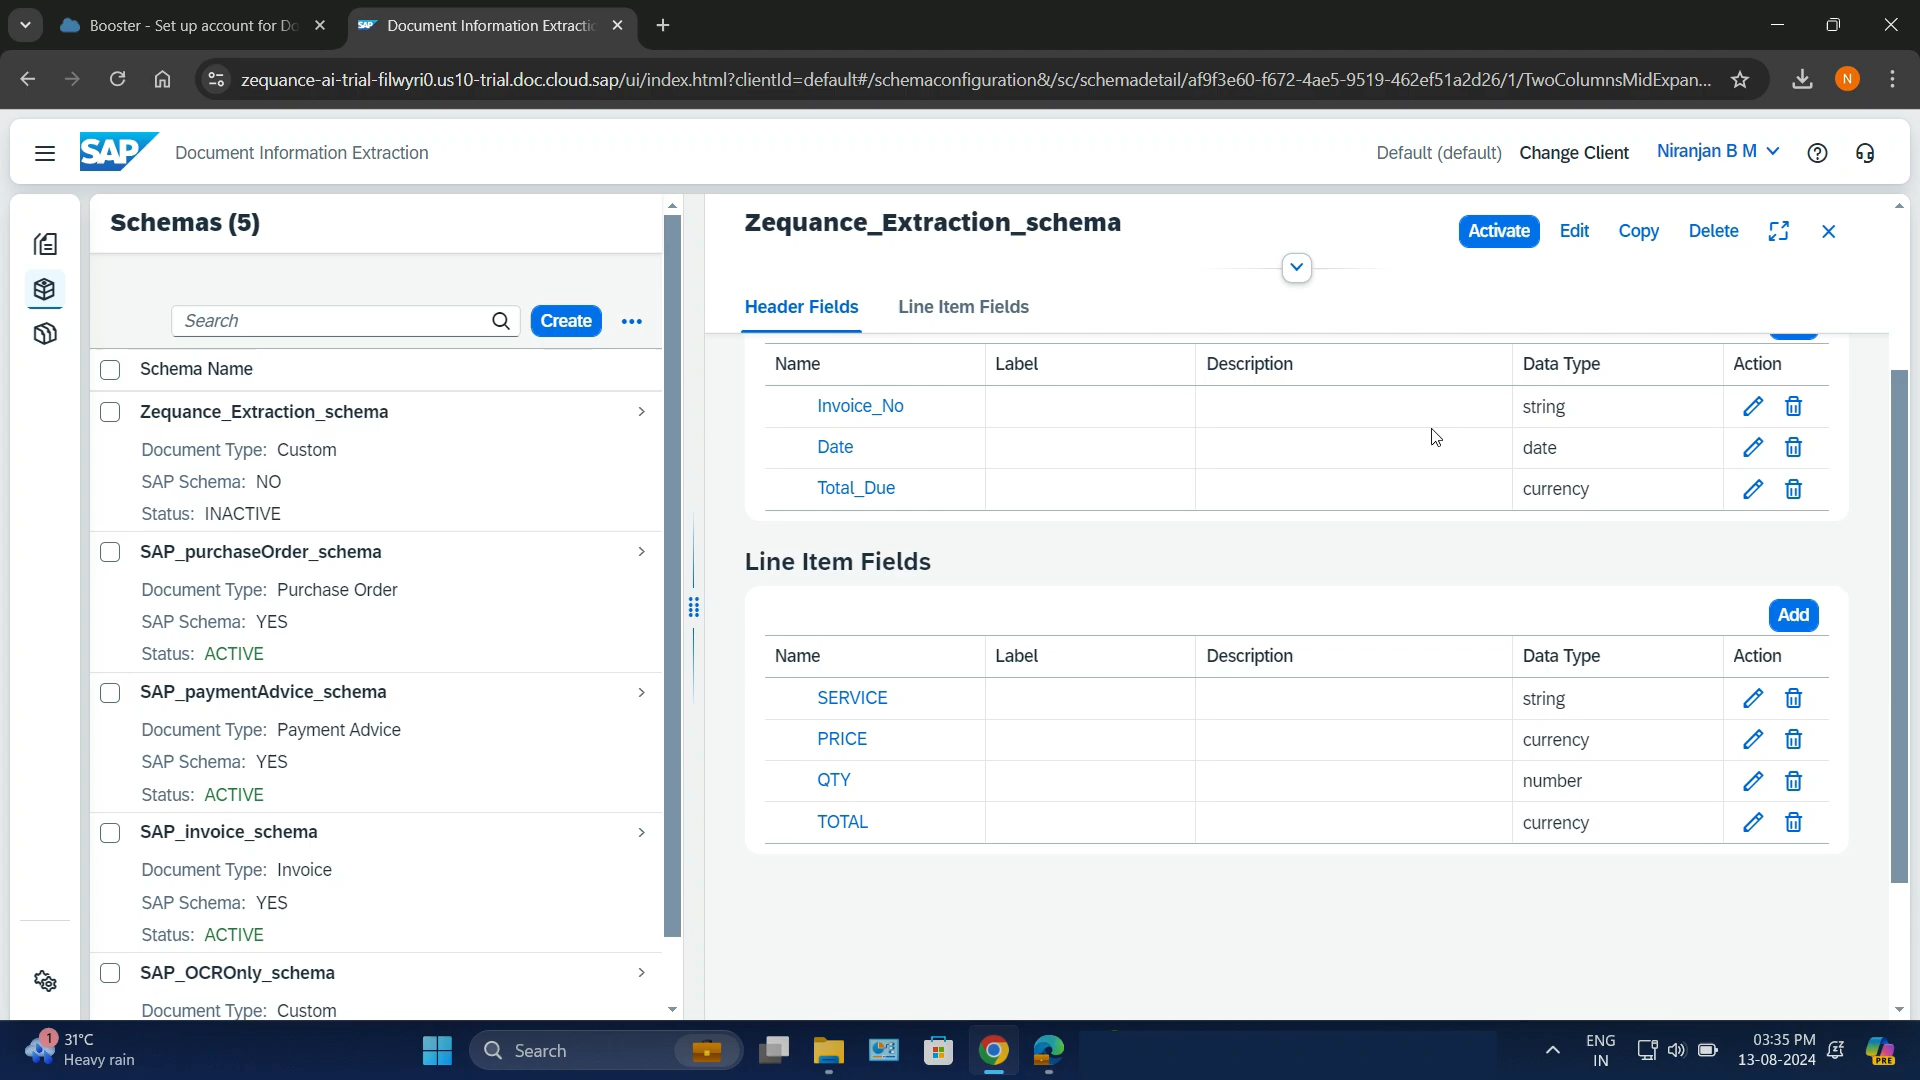 Booster - Set up account for Do
SAP Document Information Extractio
zequance-ai-trial-filwyri0.us10-trial.doc.cloud.sap/ui/index.html?clientId=default#/schemaconfiguration&/sc/schemadetail/af9f3e60-f672-4ae5-9519-462ef51a2d26/1/TwoColumnsMidExpan...
N
SAP Document Information Extraction
Default (default) Change Client Niranjan B M
Schemas (5)
Search
Create
Schema Name
Zequance_Extraction_schema
Document Type: Custom
SAP Schema: NO
Status: INACTIVE
SAP_purchaseOrder_schema
Document Type: Purchase Order
SAP Schema: YES
Status: ACTIVE
SAP_paymentAdvice_schema
Document Type: Payment Advice
SAP Schema: YES
Status: ACTIVE
SAP_invoice_schema
Document Type: Invoice
SAP Schema: YES
Status: ACTIVE
SAP_OCROnly_schema
Document Type: Custom
Zequance_Extraction_schema
Activate Edit Copy Delete
Header Fields Line Item Fields
Name Label Description Data Type Action
Invoice_No string
Date date
Total_Due currency
Line Item Fields
Add
Name Label Description Data Type Action
SERVICE string
PRICE currency
QTY number
TOTAL currency
1
31°C
Heavy rain
Search
ENG
IN
03:35 PM
13-08-2024
PRE